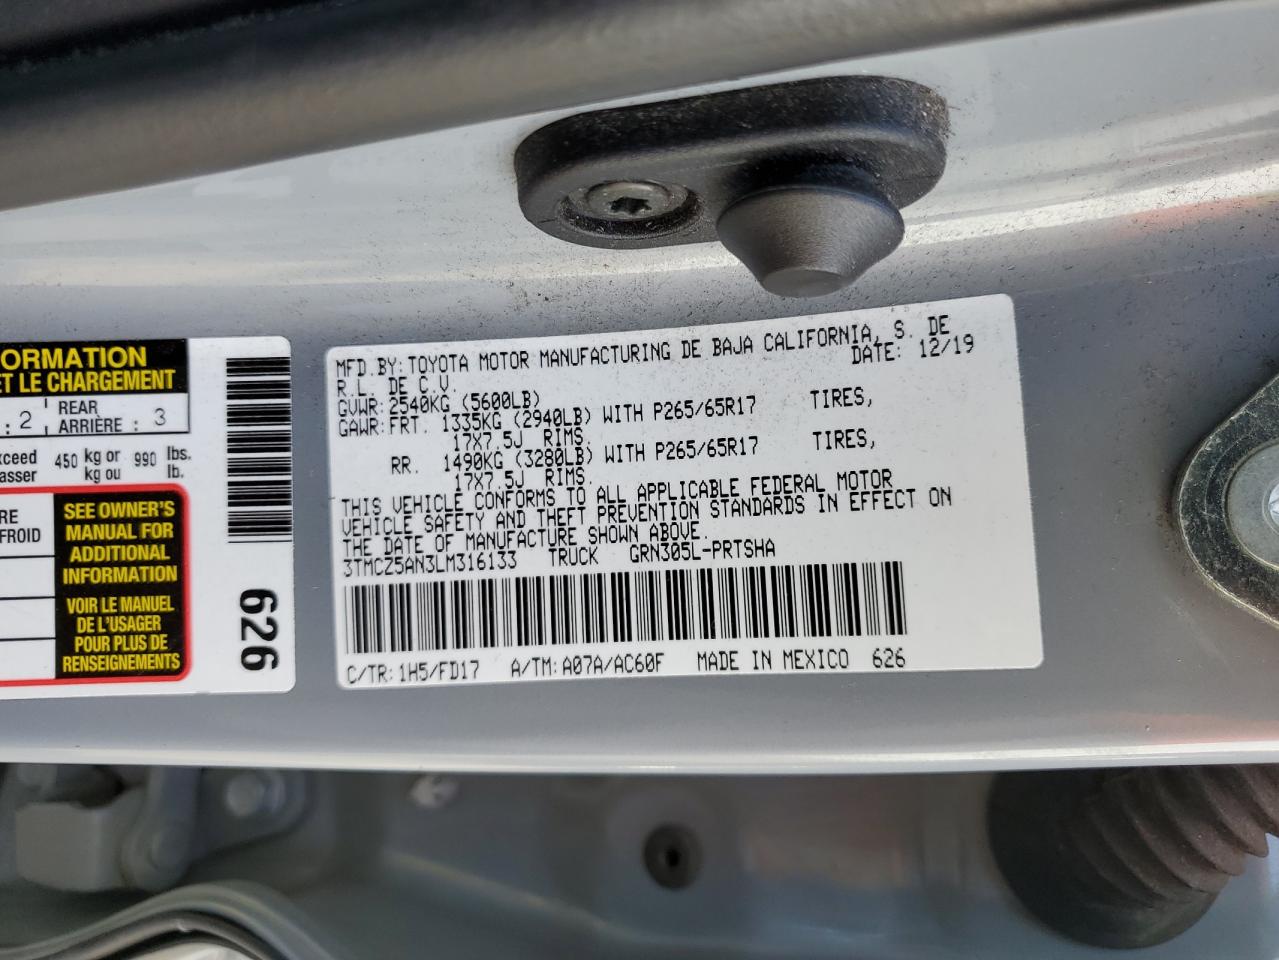 ORMATION
ET LE CHARGEMENT
: 2 REAR
ARRIÈRE : 3
xceed 450 kg or 990 lbs.
asser kg ou lb.
RE
FROID
SEE OWNER'S
MANUAL FOR
ADDITIONAL
INFORMATION
VOIR LE MANUEL
DE L'USAGER
POUR PLUS DE
RENSEIGNEMENTS
626
MFD.BY: TOYOTA MOTOR MANUFACTURING DE BAJA CALIFORNIA, S. DE
R.L. DE C.V. DATE: 12/19
GVWR: 2540KG (5600LB)
GAWR: FRT. 1335KG (2940LB) WITH P265/65R17 TIRES,
17X7.5J RIMS.
RR. 1490KG (3280LB) WITH P265/65R17 TIRES,
17X7.5J RIMS.
THIS VEHICLE CONFORMS TO ALL APPLICABLE FEDERAL MOTOR
VEHICLE SAFETY AND THEFT PREVENTION STANDARDS IN EFFECT ON
THE DATE OF MANUFACTURE SHOWN ABOVE.
3TMCZ5AN3LM316133 TRUCK GRN305L-PRTSHA
C/TR: 1H5/FD17 A/TM: A07A/AC60F MADE IN MEXICO 626